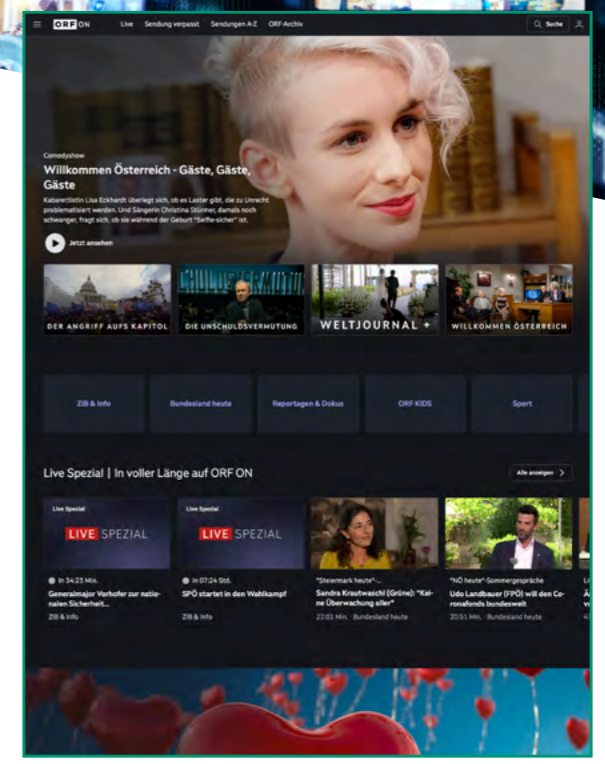 ORF ON Live Sendung verpasst Sendungen A-Z ORF-Archiv Suche
Comedyshow
Willkommen Österreich - Gäste, Gäste,
Gäste
Kabarettistin Lisa Eckhardt überlegt sich, ob es Laster gibt, die zu Unrecht
problematisiert werden. Und Sängerin Christina Stürmer, damals noch
schwanger, fragt sich, ob sie während der Geburt "Selfie-sicher" ist.
Jetzt ansehen
DER ANGRIFF AUFS KAPITOL
DIE UNSCHULDSVERMUTUNG
WELTJOURNAL +
WILLKOMMEN ÖSTERREICH
ZIB & Info
Bundesland heute
Reportagen & Dokus
ORF KIDS
Sport
Live Spezial | In voller Länge auf ORF ON
Alle anzeigen
Live Spezial
LIVE SPEZIAL
In 34:23 Min.
Generalmajor Vorhofer zur natio-
nalen Sicherheit...
ZIB & Info
Live Spezial
LIVE SPEZIAL
In 07:24 Std.
SPÖ startet in den Wahlkampf
ZIB & Info
"Steiermark heute"-...
Sandra Krautwaschl (Grüne): "Kei-
ne Überwachung aller"
22:01 Min. · Bundesland heute
"NÖ heute"-Sommergespräche
Udo Landbauer (FPÖ) will den Co-
ronafonds bundesweit
20:51 Min. · Bundesland heute